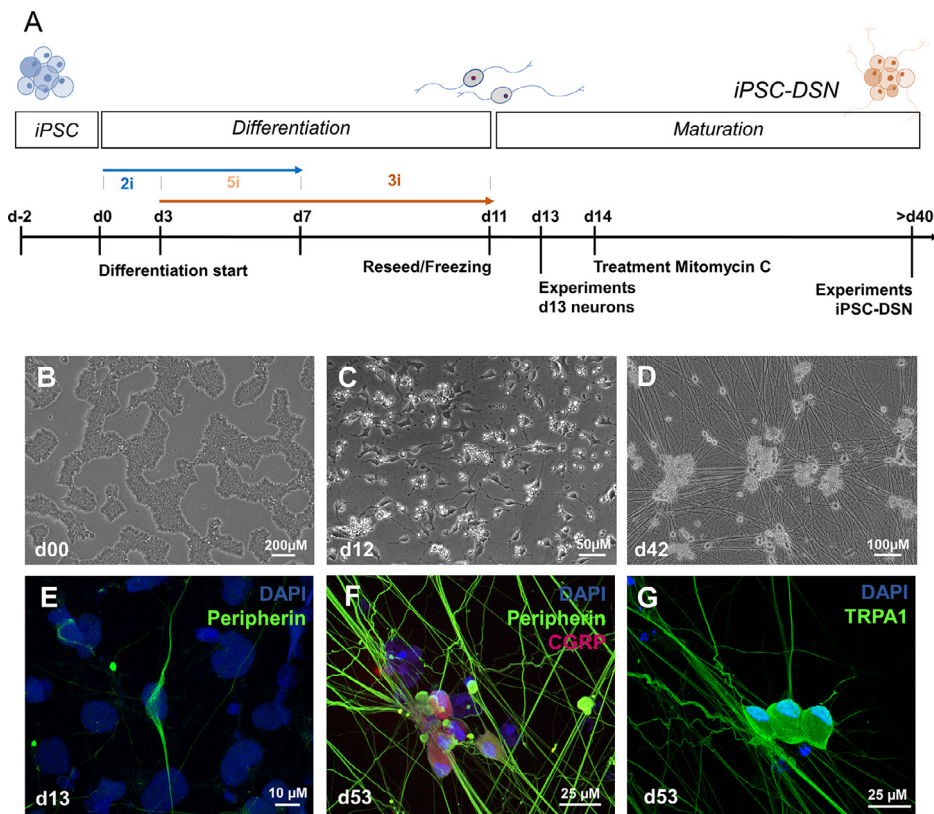 A
iPSC-DSN
iPSC
Differentiation
Maturation
2i
5i
3i
d-2
d0
d3
d7
d11
d13
d14
>d40
Differentiation start
Reseed/Freezing
Experiments
d13 neurons
Treatment Mitomycin C
Experiments
iPSC-DSN
B
d00
200µM
C
d12
50µM
D
d42
100µM
E
DAPI
Peripherin
d13
10 µM
F
DAPI
Peripherin
CGRP
d53
25 µM
G
DAPI
TRPA1
d53
25 µM